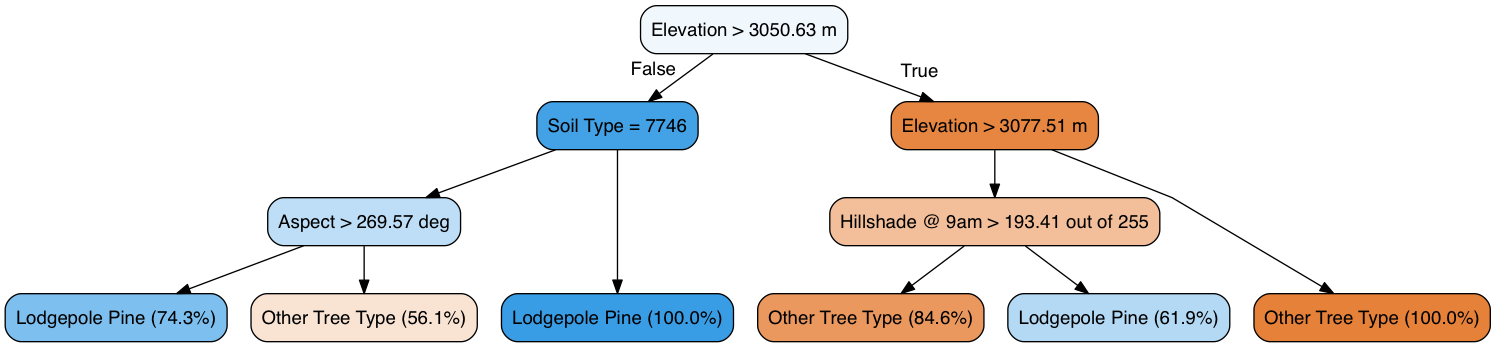 Elevation > 3050.63 m
False
True
Soil Type = 7746
Elevation > 3077.51 m
Aspect > 269.57 deg
Hillshade @ 9am > 193.41 out of 255
Lodgepole Pine (74.3%)
Other Tree Type (56.1%)
Lodgepole Pine (100.0%)
Other Tree Type (84.6%)
Lodgepole Pine (61.9%)
Other Tree Type (100.0%)